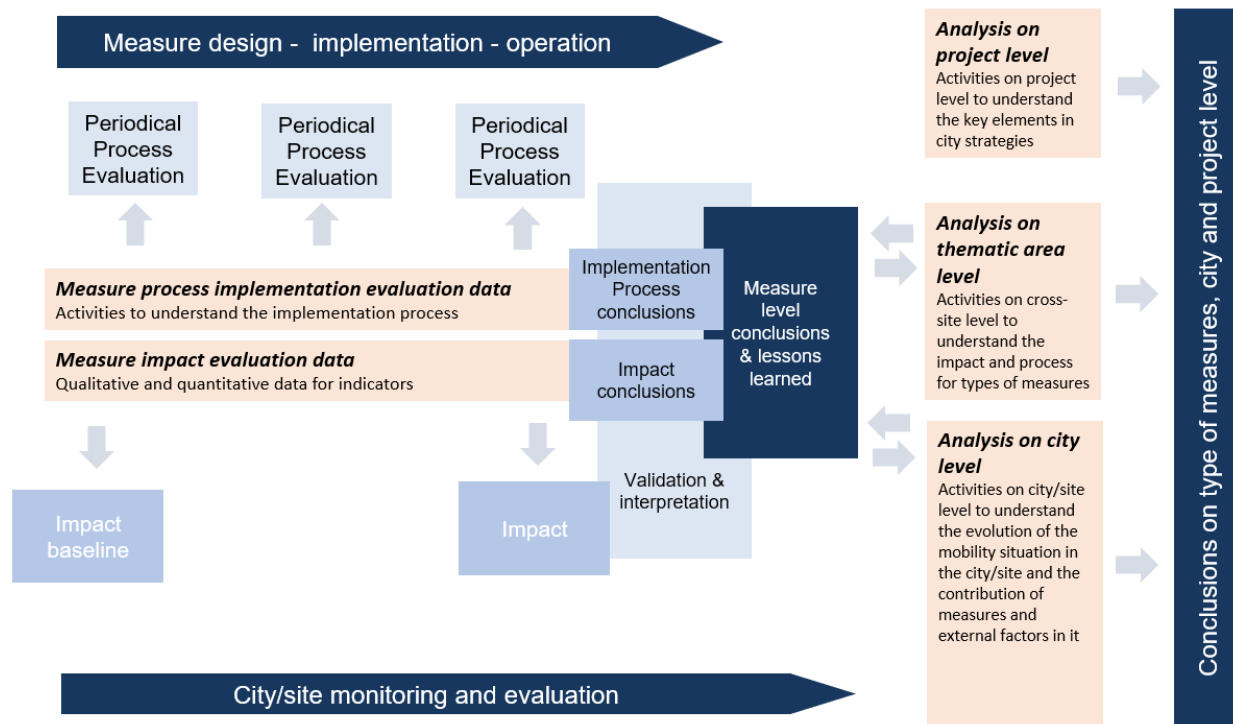 Measure design -  implementation - operation
Periodical
Process
Evaluation
Periodical
Process
Evaluation
Periodical
Process
Evaluation
Measure process implementation evaluation data
Activities to understand the implementation process
Measure impact evaluation data
Qualitative and quantitative data for indicators
Implementation
Process
conclusions
Impact
conclusions
Measure
level
conclusions
& lessons
learned
Validation &
interpretation
Impact
baseline
Impact
City/site monitoring and evaluation
Analysis on
project level
Activities on project
level to understand
the key elements in
city strategies
Analysis on
thematic area
level
Activities on cross-
site level to
understand the
impact and process
for types of measures
Analysis on city
level
Activities on city/site
level to understand
the evolution of the
mobility situation in
the city/site and the
contribution of
measures and
external factors in it
Conclusions on type of measures, city and project level